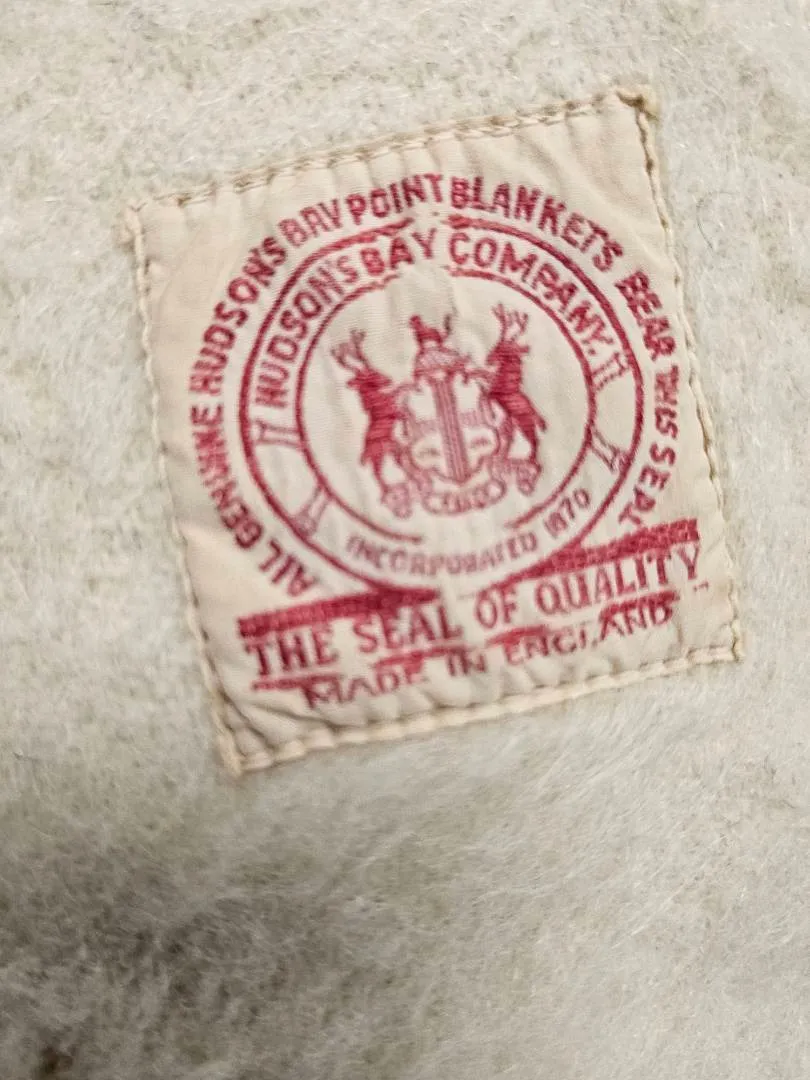 ALL GENUINE HUDSON'S BAY POINT BLANKETS BEAR THIS SEAL
HUDSON'S BAY COMPANY.
INCORPORATED 1670
THE SEAL OF QUALITY
MADE IN ENGLAND